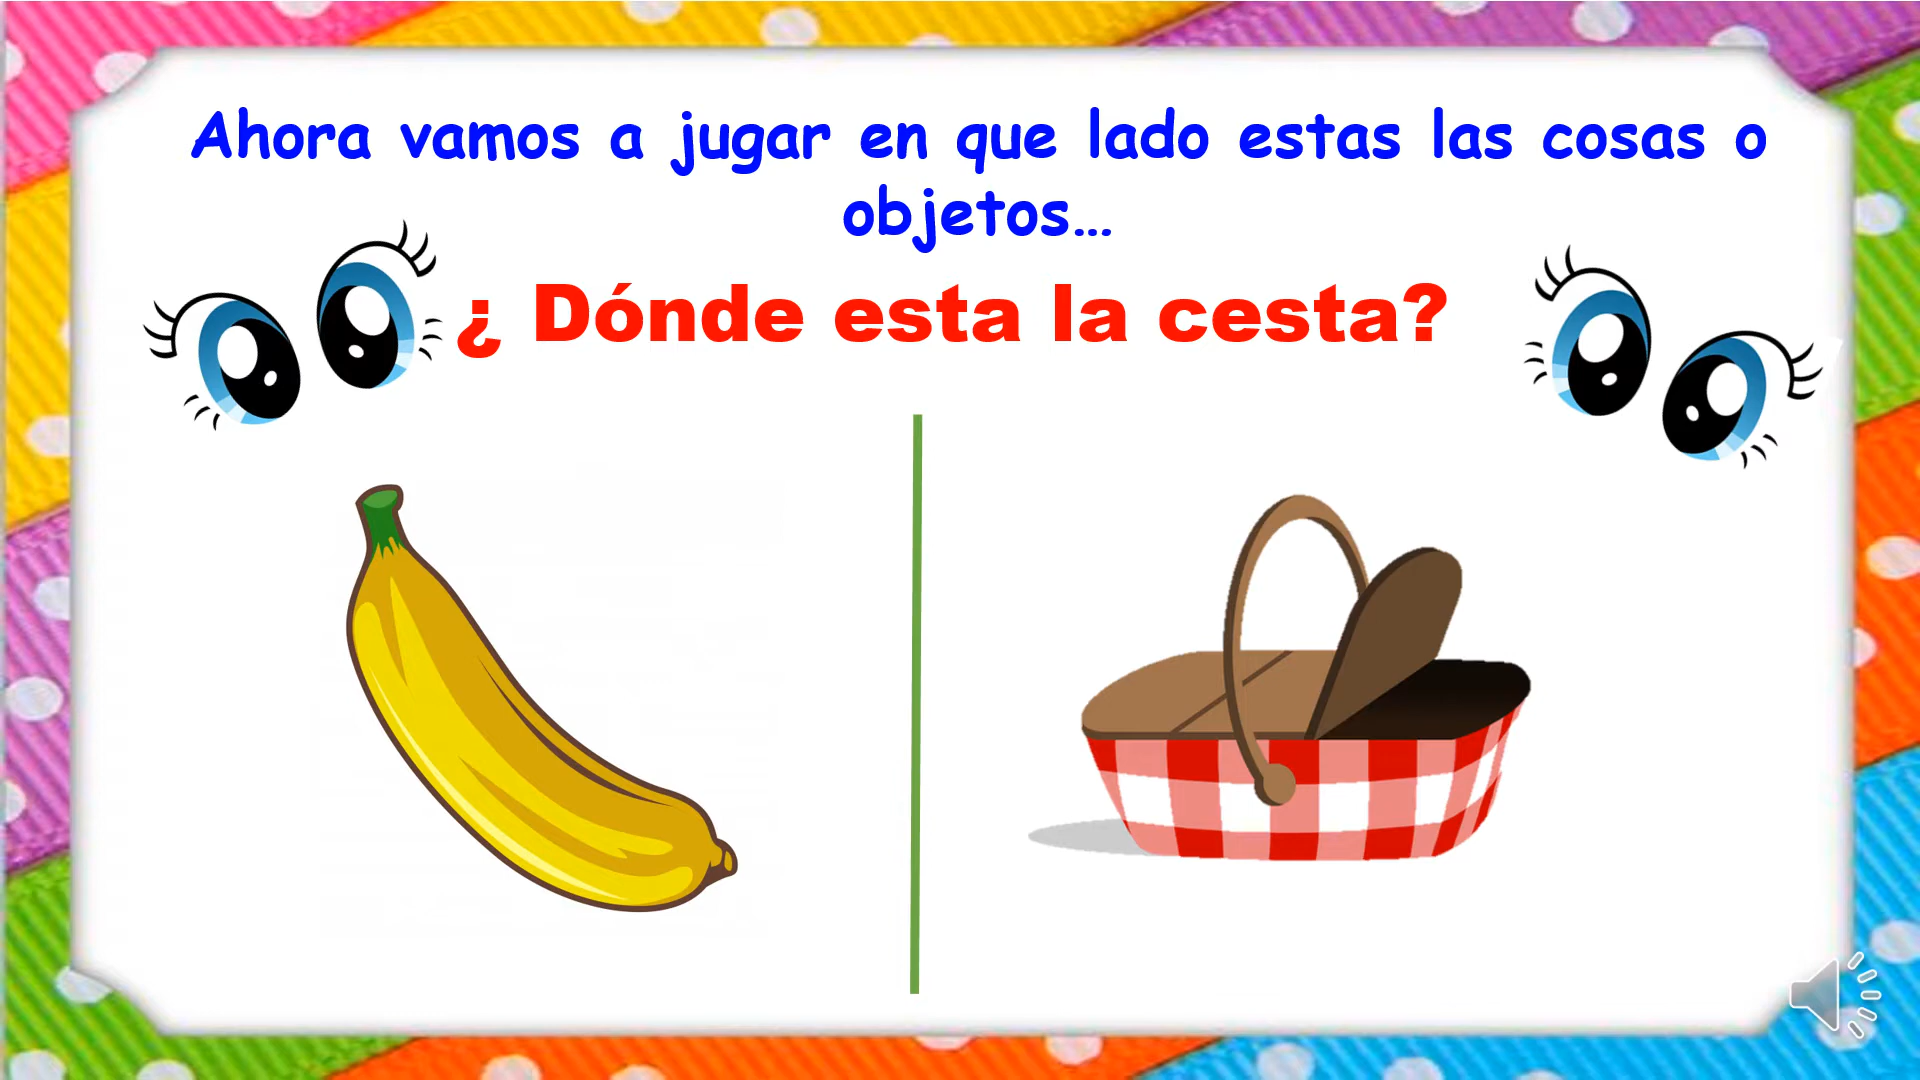 Ahora vamos a jugar en que lado estas las cosas o
objetos...
¿ Dónde esta la cesta?